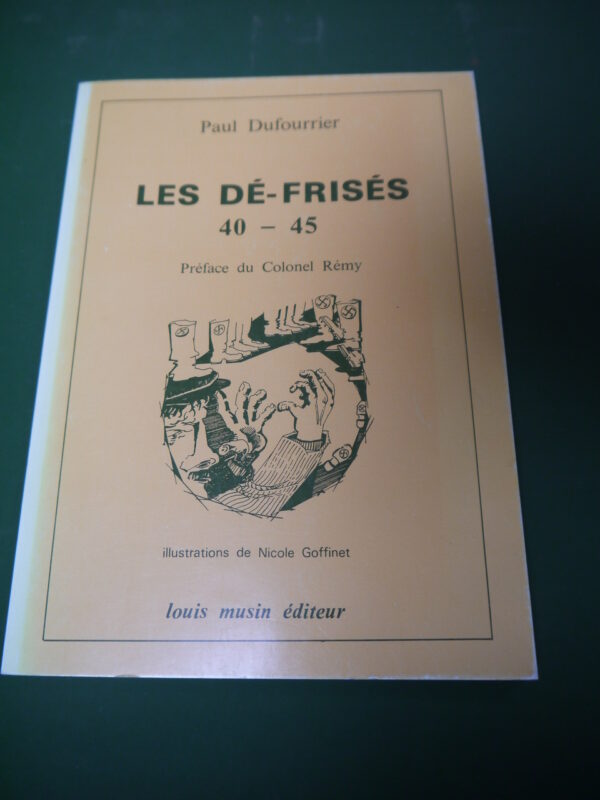 Paul Dufourrier
LES DÉ-FRISÉS
40 – 45
Préface du Colonel Rémy
illustrations de Nicole Goffinet
louis musin éditeur